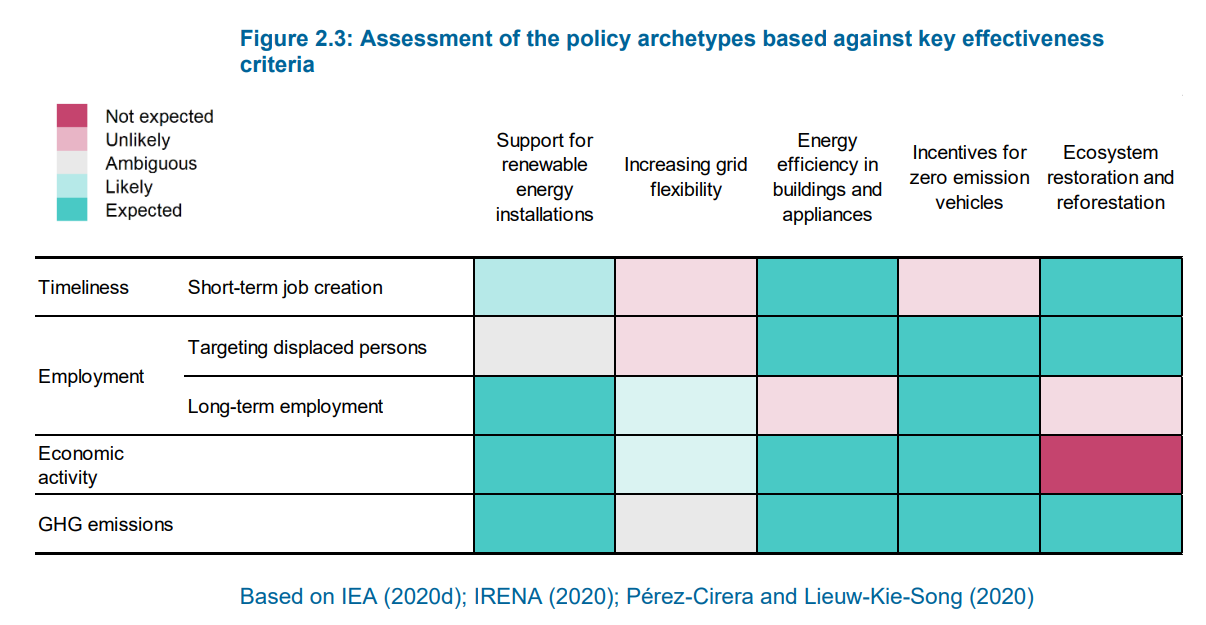 Figure 2.3: Assessment of the policy archetypes based against key effectiveness
criteria
Not expected
Unlikely
Ambiguous
Likely
Expected
Support for
renewable
energy
installations
Increasing grid
flexibility
Energy
efficiency in
buildings and
appliances
Incentives for
zero emission
vehicles
Ecosystem
restoration and
reforestation
Timeliness
Short-term job creation
Employment
Targeting displaced persons
Long-term employment
Economic
activity
GHG emissions
Based on IEA (2020d); IRENA (2020); Pérez-Cirera and Lieuw-Kie-Song (2020)